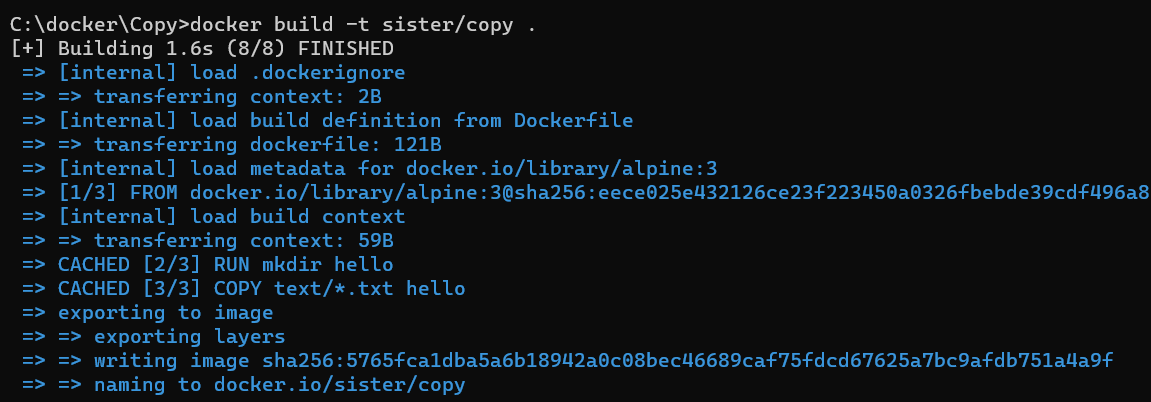 C:\docker\Copy>docker build -t sister/copy .
[+] Building 1.6s (8/8) FINISHED
=> [internal] load .dockerignore
=> => transferring context: 2B
=> [internal] load build definition from Dockerfile
=> => transferring dockerfile: 121B
=> [internal] load metadata for docker.io/library/alpine:3
=> [1/3] FROM docker.io/library/alpine:3@sha256:eece025e432126ce23f223450a0326fbebde39cdf496a8
=> [internal] load build context
=> => transferring context: 59B
=> CACHED [2/3] RUN mkdir hello
=> CACHED [3/3] COPY text/*.txt hello
=> exporting to image
=> => exporting layers
=> => writing image sha256:5765fca1dba5a6b18942a0c08bec46689caf75fdcd67625a7bc9afdb751a4a9f
=> => naming to docker.io/sister/copy